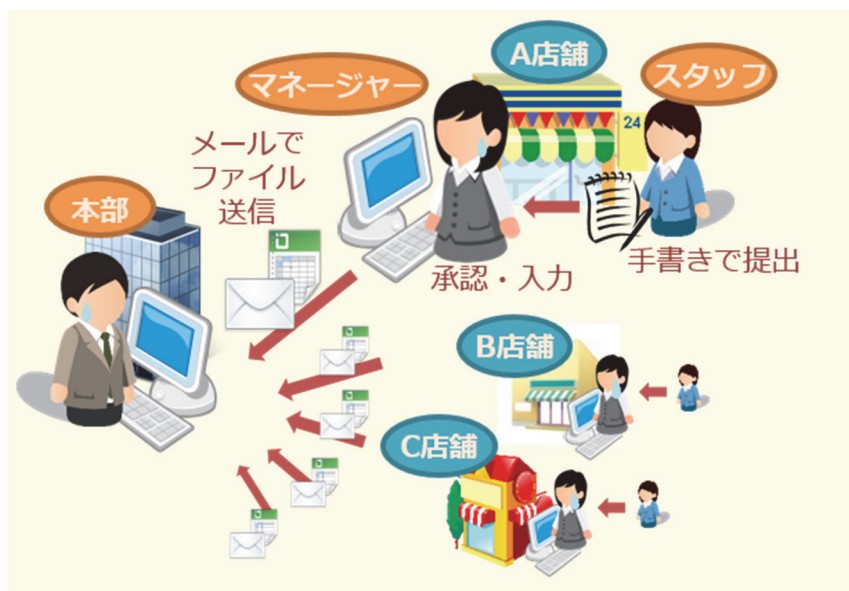 A店舗
マネージャー
スタッフ
24
メールで
ファイル
送信
本部
手書きで提出
承認・入力
B店舗
C店舗